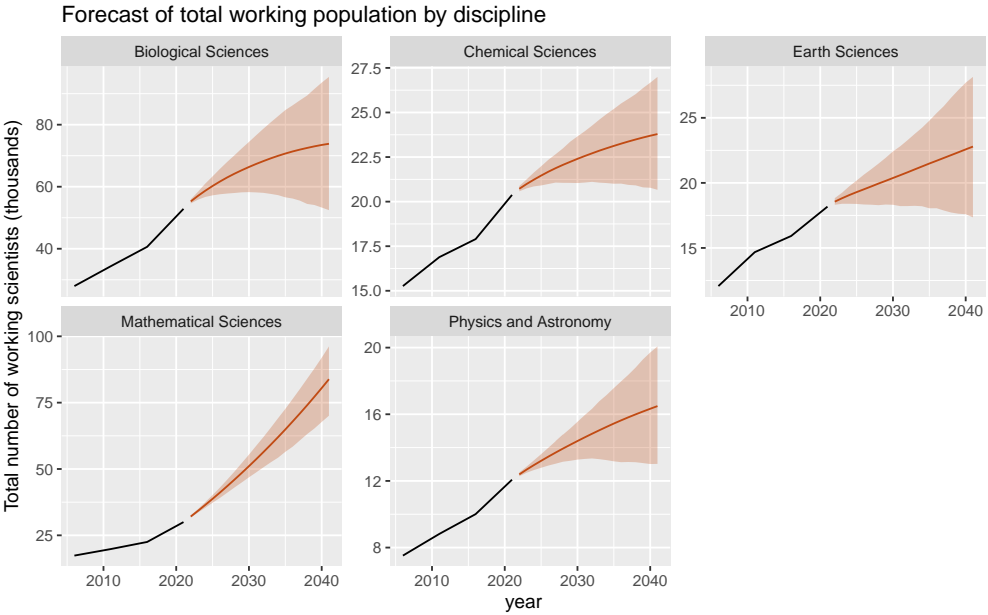 Forecast of total working population by discipline
Total number of working scientists (thousands)
Biological Sciences
80
60
40
Chemical Sciences
27.5
25.0
22.5
20.0
17.5
15.0
Earth Sciences
25
20
15
2010 2020 2030 2040
Mathematical Sciences
100
75
50
25
2010 2020 2030 2040
Physics and Astronomy
20
16
12
8
2010 2020 2030 2040
year